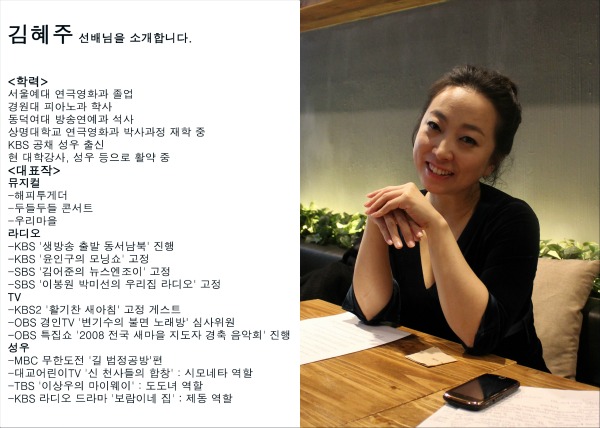 김혜주 선배님을 소개합니다.
<학력>
서울예대 연극영화과 졸업
경원대 피아노과 학사
동덕여대 방송연예과 석사
상명대학교 연극영화과 박사과정 재학 중
KBS 공채 성우 출신
현 대학강사, 성우 등으로 활약 중
<대표작>
뮤지컬
-해피투게더
-두들두들 콘서트
-우리마을
라디오
-KBS '생방송 출발 동서남북' 진행
-KBS '윤인구의 모닝쇼' 고정
-SBS '김어준의 뉴스엔조이' 고정
-SBS '이봉원 박미선의 우리집 라디오' 고정
TV
-KBS2 '활기찬 새아침' 고정 게스트
-OBS 경인TV '변기수의 불면 노래방' 심사위원
-OBS 특집쇼 '2008 전국 새마을 지도자 경축 음악회' 진행
성우
-MBC 무한도전 '길 법정공방'편
-대교어린이TV '신 천사들의 합창' : 시모네타 역할
-TBS '이상우의 마이웨이' : 도도녀 역할
-KBS 라디오 드라마 '보람이네 집' : 제동 역할